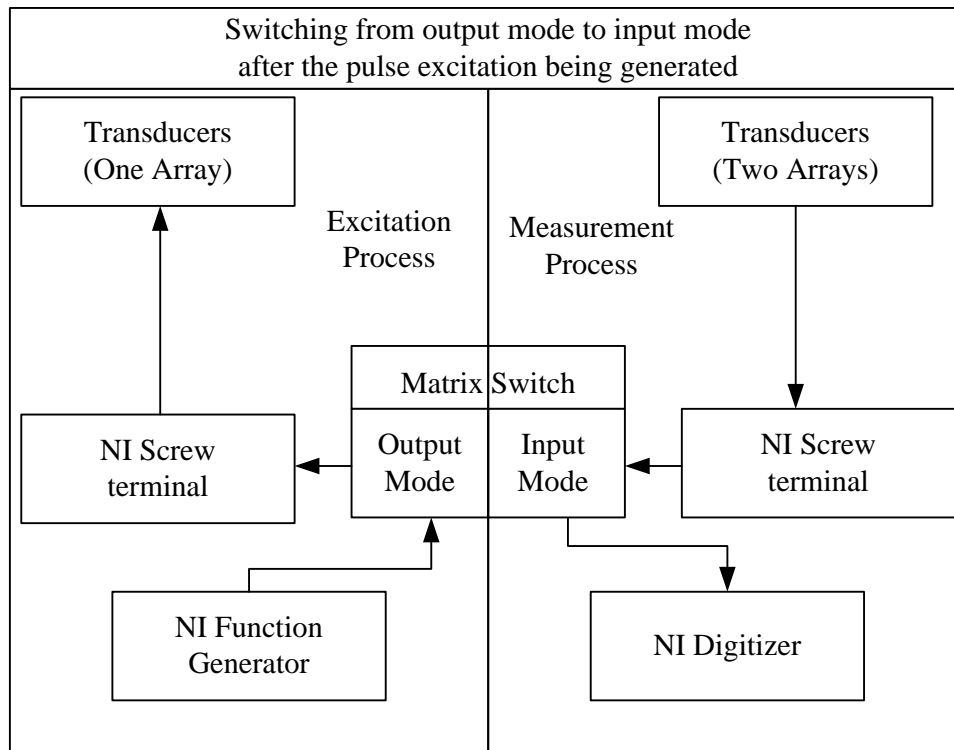 Switching from output mode to input mode
after the pulse excitation being generated
Transducers
(One Array)
Transducers
(Two Arrays)
Excitation
Process
Measurement
Process
Matrix Switch
NI Screw
terminal
Output
Mode
Input
Mode
NI Screw
terminal
NI Function
Generator
NI Digitizer